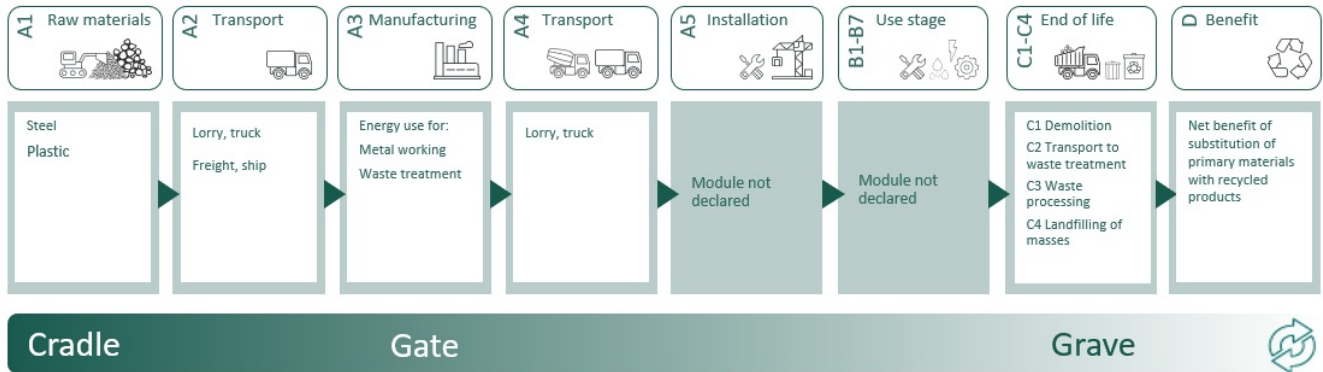 A1 Raw materials
A2 Transport
A3 Manufacturing
A4 Transport
A5 Installation
B1-B7 Use stage
C1-C4 End of life
D Benefit
Steel
Plastic
Lorry, truck
Freight, ship
Energy use for:
Metal working
Waste treatment
Lorry, truck
Module not
declared
Module not
declared
C1 Demolition
C2 Transport to
waste treatment
C3 Waste
processing
C4 Landfilling of
masses
Net benefit of
substitution of
primary materials
with recycled
products
Cradle
Gate
Grave